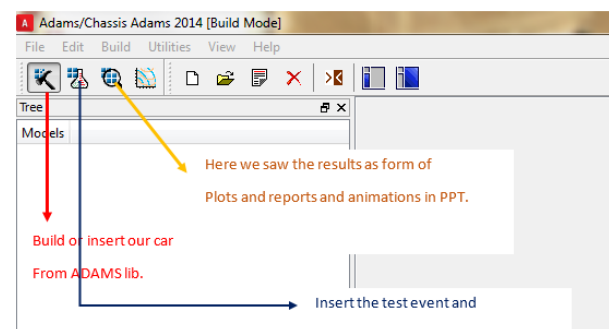 Adams/Chassis Adams 2014 [Build Mode]
File Edit Build Utilities View Help
Tree
Models
Here we saw the results as form of
Plots and reports and animations in PPT.
Build or insert our car
From ADAMS lib.
Insert the test event and